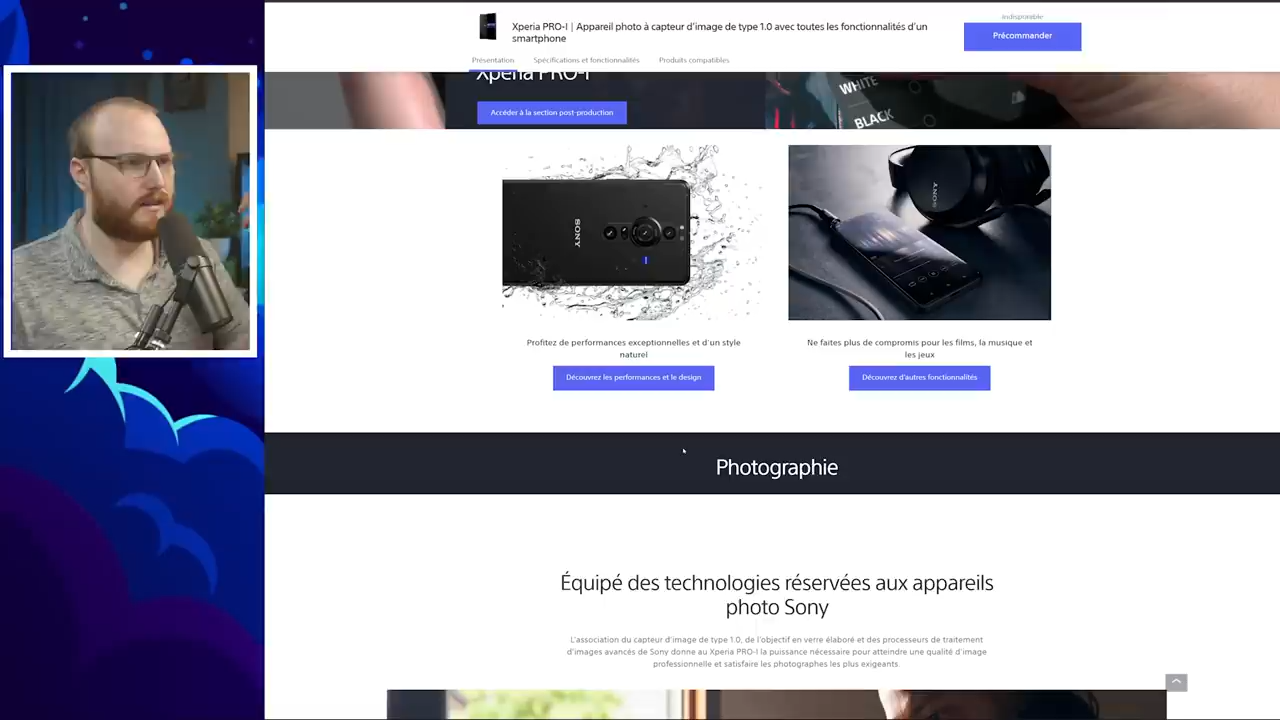 Xperia PRO-I | Appareil photo à capteur d'image de type 1.0 avec toutes les fonctionnalités d'un
smartphone
Indisponible
Précommander
Présentation
Spécifications et fonctionnalités
Produits compatibles
Xperia PRO-I
Accéder à la section post-production
WHITE
BLACK
SONY
SONY
Profitez de performances exceptionnelles et d'un style
naturel
Découvrez les performances et le design
Ne faites plus de compromis pour les films, la musique et
les jeux
Découvrez d'autres fonctionnalités
Photographie
Équipé des technologies réservées aux appareils
photo Sony
L'association du capteur d'image de type 1.0, de l'objectif en verre élaboré et des processeurs de traitement
d'images avancés de Sony donne au Xperia PRO-I la puissance nécessaire pour atteindre une qualité d'image
professionnelle et satisfaire les photographes les plus exigeants.